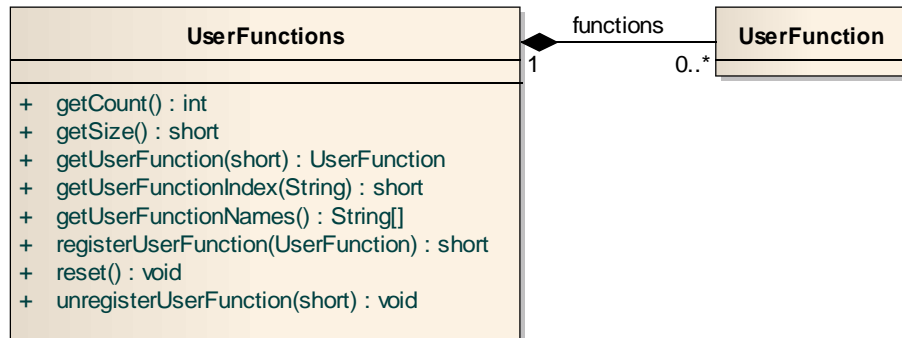 UserFunctions
functions
UserFunction
1
0..*
+ getCount() : int
+ getSize() : short
+ getUserFunction(short) : UserFunction
+ getUserFunctionIndex(String) : short
+ getUserFunctionNames() : String[]
+ registerUserFunction(UserFunction) : short
+ reset() : void
+ unregisterUserFunction(short) : void